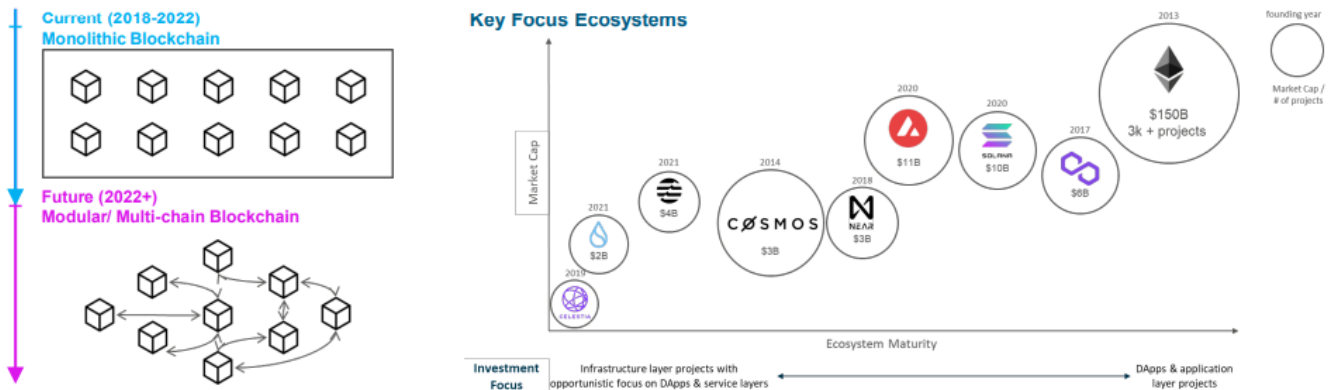 Current (2018-2022)
Monolithic Blockchain
Future (2022+)
Modular/ Multi-chain Blockchain
Key Focus Ecosystems
Market Cap
2019
CELESTIA
2021
$2B
2021
$4B
2014
COSMOS
$3B
2018
NEAR
$3B
2020
$11B
2020
SOLANA
$10B
2017
$6B
2013
$150B
3k + projects
founding year
Market Cap /
# of projects
Ecosystem Maturity
Investment
Focus
Infrastructure layer projects with
opportunistic focus on DApps & service layers
DApps & application
layer projects